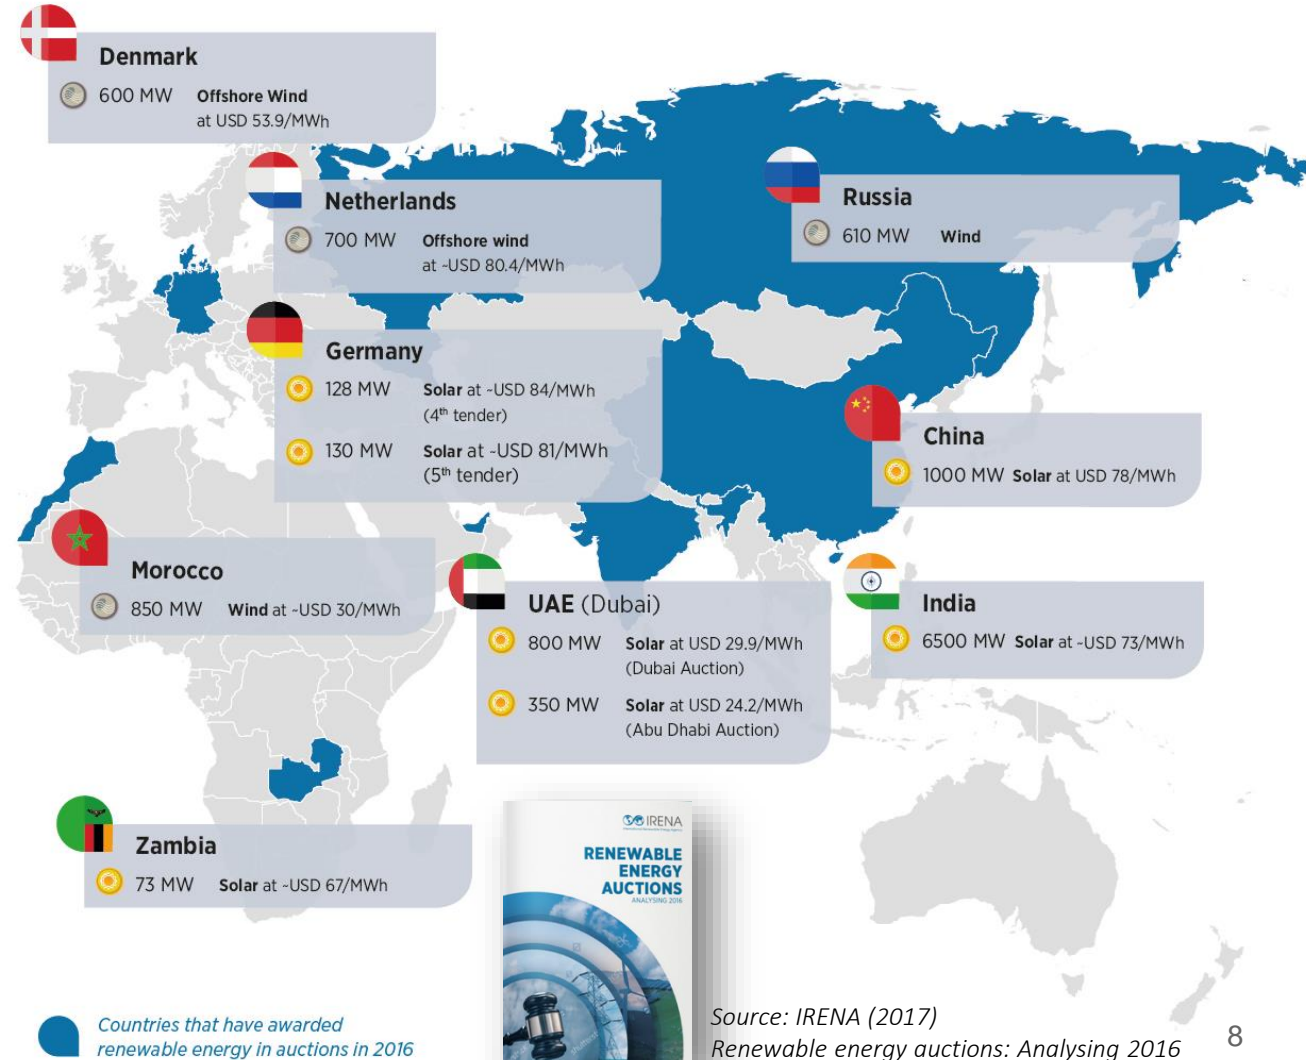 Denmark
600 MW Offshore Wind
at USD 53.9/MWh
Netherlands
700 MW Offshore wind
at ~USD 80.4/MWh
Russia
610 MW Wind
Germany
128 MW Solar at ~USD 84/MWh
(4th tender)
130 MW Solar at ~USD 81/MWh
(5th tender)
China
1000 MW Solar at USD 78/MWh
Morocco
850 MW Wind at ~USD 30/MWh
UAE (Dubai)
800 MW Solar at USD 29.9/MWh
(Dubai Auction)
350 MW Solar at USD 24.2/MWh
(Abu Dhabi Auction)
India
6500 MW Solar at ~USD 73/MWh
Zambia
73 MW Solar at ~USD 67/MWh
IRENA
International Renewable Energy Agency
RENEWABLE
ENERGY
AUCTIONS
ANALYSING 2016
Countries that have awarded
renewable energy in auctions in 2016
Source: IRENA (2017)
Renewable energy auctions: Analysing 2016
8